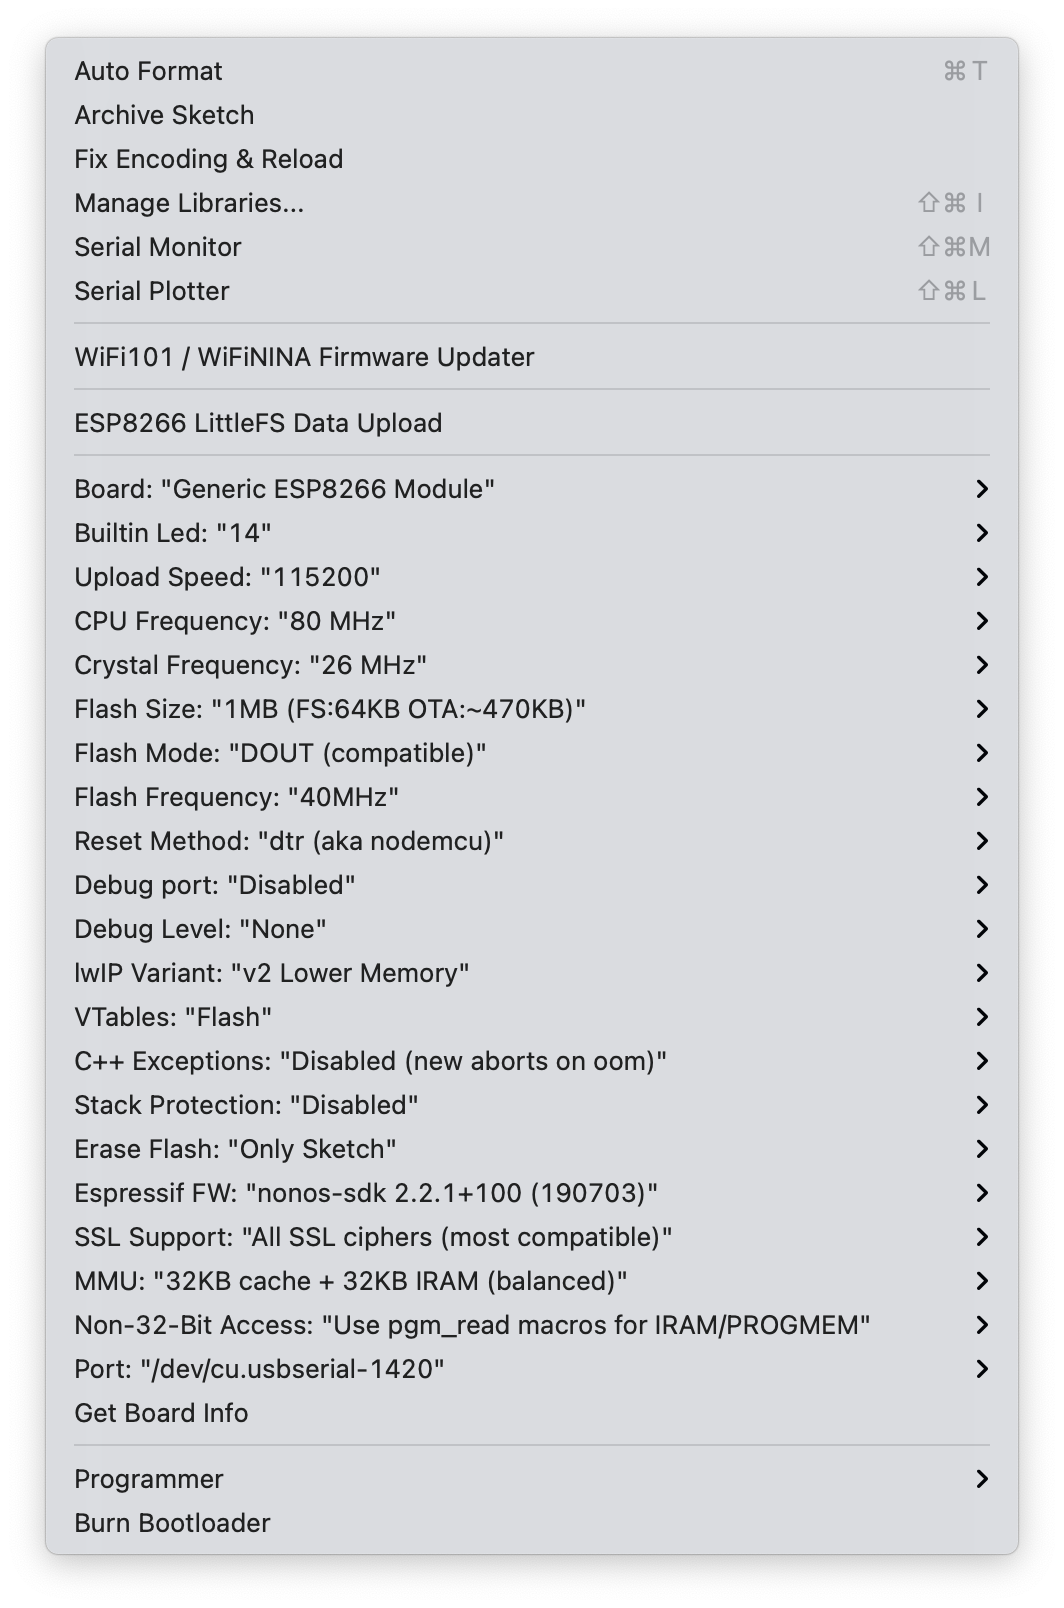 Auto Format ⌘T
Archive Sketch
Fix Encoding & Reload
Manage Libraries... ⇧⌘I
Serial Monitor ⇧⌘M
Serial Plotter ⇧⌘L
WiFi101 / WiFiNINA Firmware Updater
ESP8266 LittleFS Data Upload
Board: "Generic ESP8266 Module"
Builtin Led: "14"
Upload Speed: "115200"
CPU Frequency: "80 MHz"
Crystal Frequency: "26 MHz"
Flash Size: "1MB (FS:64KB OTA:~470KB)"
Flash Mode: "DOUT (compatible)"
Flash Frequency: "40MHz"
Reset Method: "dtr (aka nodemcu)"
Debug port: "Disabled"
Debug Level: "None"
lwIP Variant: "v2 Lower Memory"
VTables: "Flash"
C++ Exceptions: "Disabled (new aborts on oom)"
Stack Protection: "Disabled"
Erase Flash: "Only Sketch"
Espressif FW: "nonos-sdk 2.2.1+100 (190703)"
SSL Support: "All SSL ciphers (most compatible)"
MMU: "32KB cache + 32KB IRAM (balanced)"
Non-32-Bit Access: "Use pgm_read macros for IRAM/PROGMEM"
Port: "/dev/cu.usbserial-1420"
Get Board Info
Programmer
Burn Bootloader